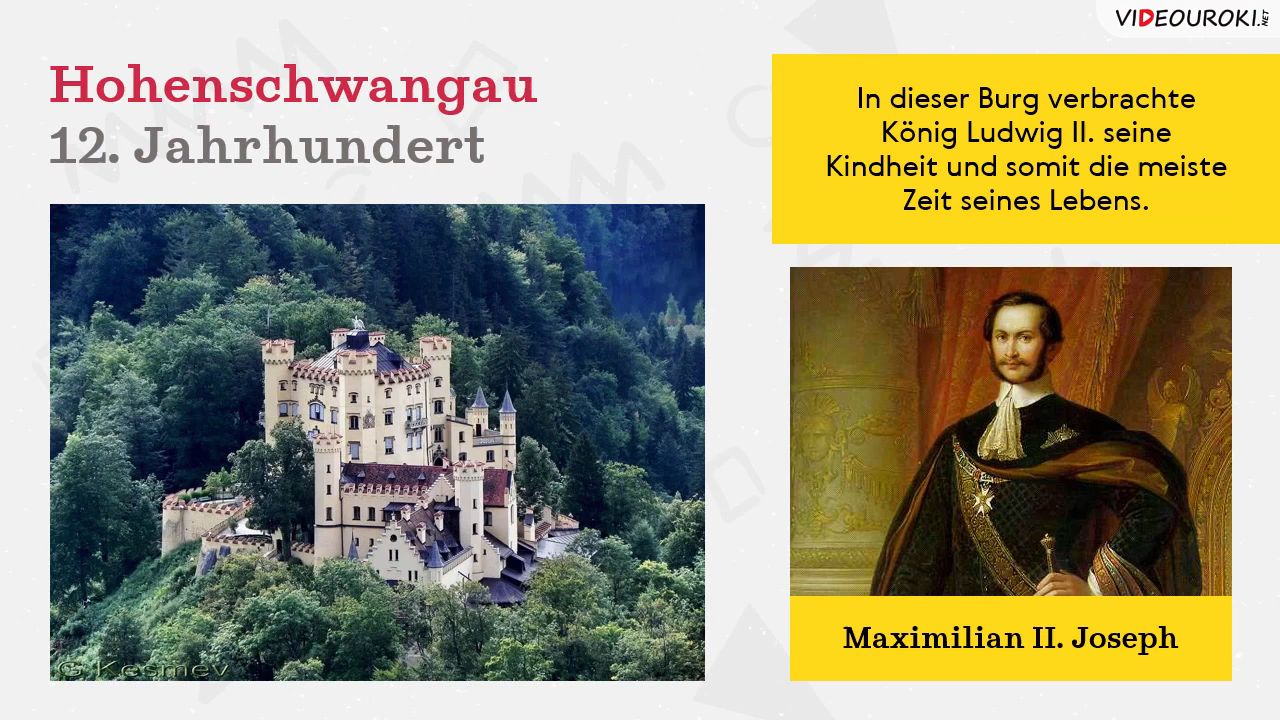 VIDEOUROKI.NET
Hohenschwangau
12. Jahrhundert
In dieser Burg verbrachte
König Ludwig II. seine
Kindheit und somit die meiste
Zeit seines Lebens.
G Kesmev
Maximilian II. Joseph